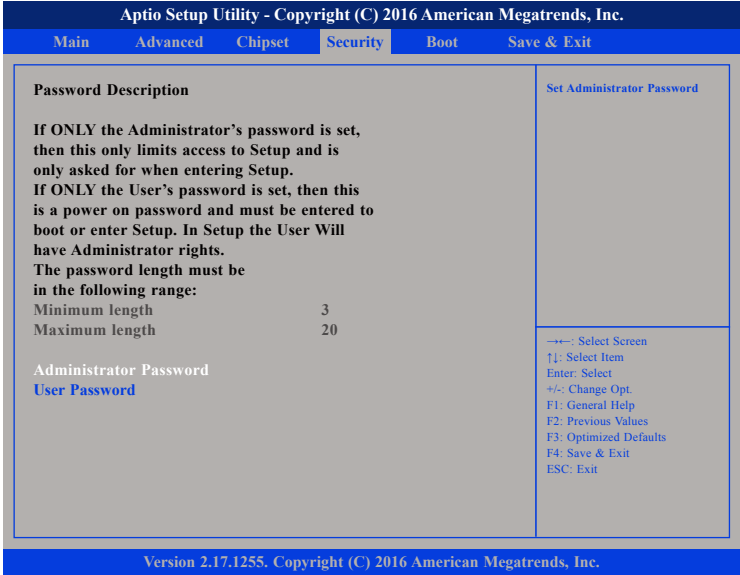 Aptio Setup Utility - Copyright (C) 2016 American Megatrends, Inc.
Main Advanced Chipset Security Boot Save & Exit
Password Description
If ONLY the Administrator's password is set,
then this only limits access to Setup and is
only asked for when entering Setup.
If ONLY the User's password is set, then this
is a power on password and must be entered to
boot or enter Setup. In Setup the User Will
have Administrator rights.
The password length must be
in the following range:
Minimum length 3
Maximum length 20
Administrator Password
User Password
Set Administrator Password
→←: Select Screen
↑↓: Select Item
Enter: Select
+/-: Change Opt.
F1: General Help
F2: Previous Values
F3: Optimized Defaults
F4: Save & Exit
ESC: Exit
Version 2.17.1255. Copyright (C) 2016 American Megatrends, Inc.